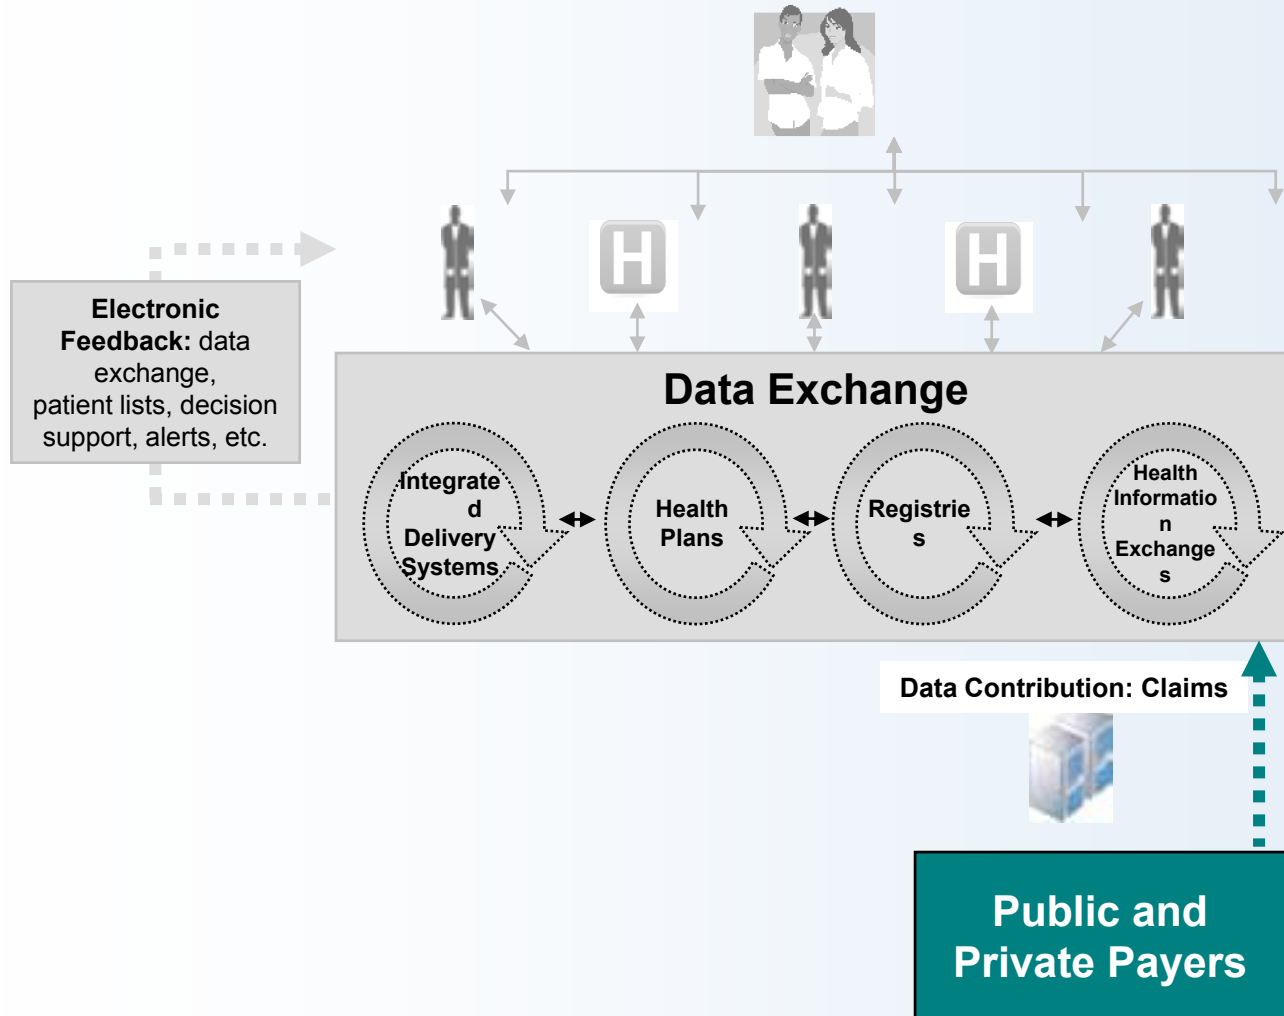 H
H
Electronic
Feedback: data
exchange,
patient lists, decision
support, alerts, etc.
Data Exchange
Integrate
d
Delivery
Systems
Health
Plans
Registrie
s
Health
Informatio
n
Exchange
s
Data Contribution: Claims
Public and
Private Payers